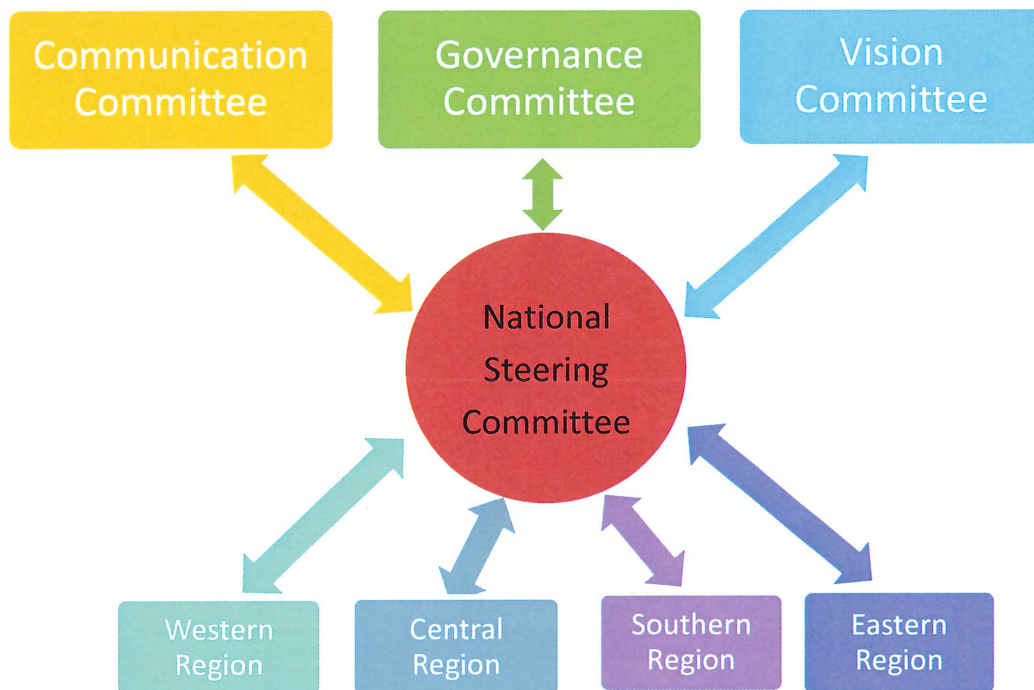 Communication
Committee
Governance
Committee
Vision
Committee
National
Steering
Committee
Western
Region
Central
Region
Southern
Region
Eastern
Region